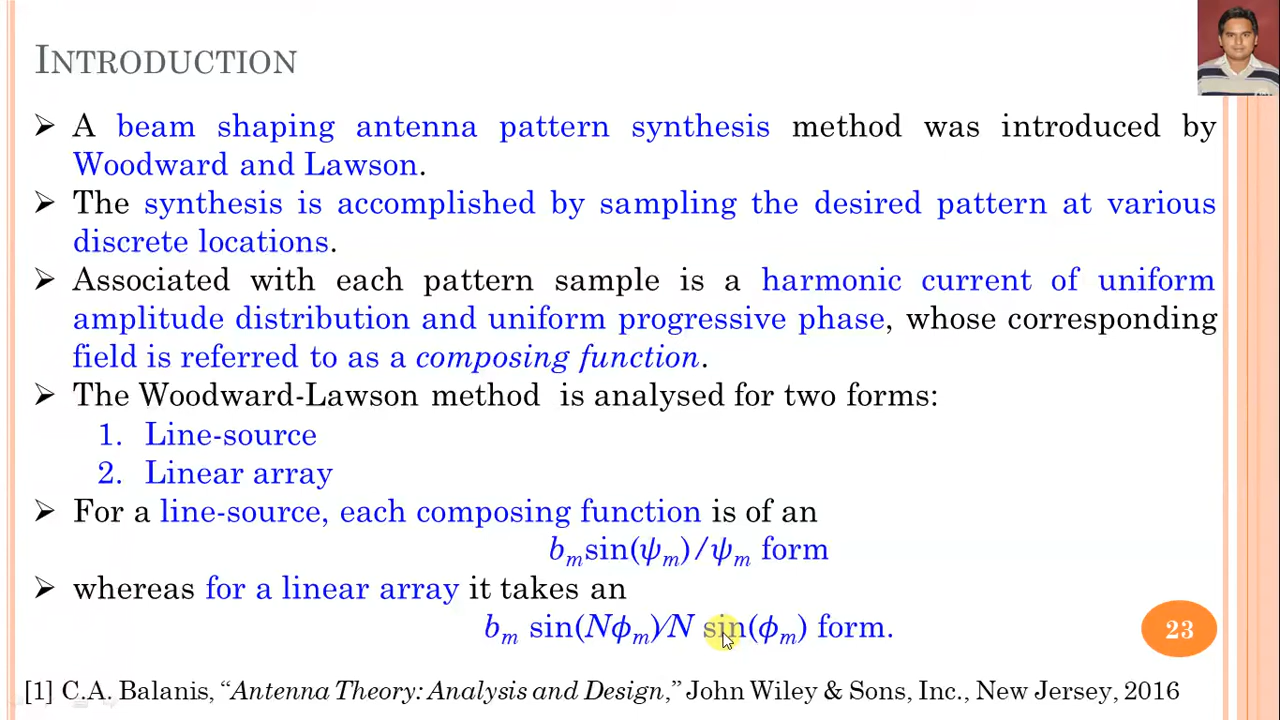 INTRODUCTION
➢ A beam shaping antenna pattern synthesis method was introduced by
Woodward and Lawson.
➢ The synthesis is accomplished by sampling the desired pattern at various
discrete locations.
➢ Associated with each pattern sample is a harmonic current of uniform
amplitude distribution and uniform progressive phase, whose corresponding
field is referred to as a composing function.
➢ The Woodward-Lawson method is analysed for two forms:
1. Line-source
2. Linear array
➢ For a line-source, each composing function is of an
bₘsin(ψₘ)/ψₘ form
➢ whereas for a linear array it takes an
bₘ sin(Nϕₘ)∕N sin(ϕₘ) form.
23
[1] C.A. Balanis, “Antenna Theory: Analysis and Design,” John Wiley & Sons, Inc., New Jersey, 2016